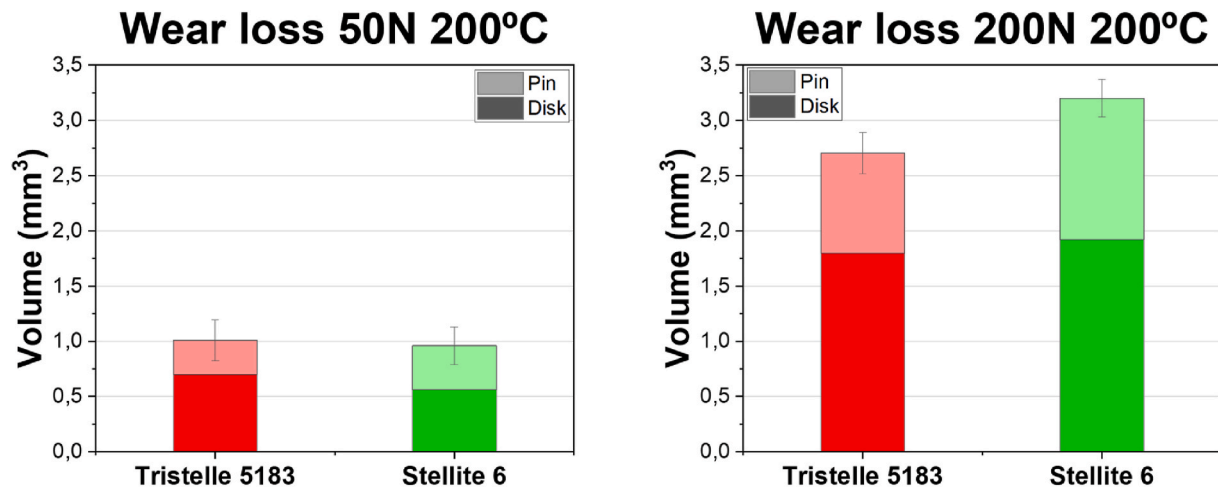 Wear loss 50N 200ºC
Volume (mm³)
3,5
3,0
2,5
2,0
1,5
1,0
0,5
0,0
Pin
Disk
Tristelle 5183 Stellite 6
Wear loss 200N 200ºC
Volume (mm³)
3,5
3,0
2,5
2,0
1,5
1,0
0,5
0,0
Pin
Disk
Tristelle 5183 Stellite 6